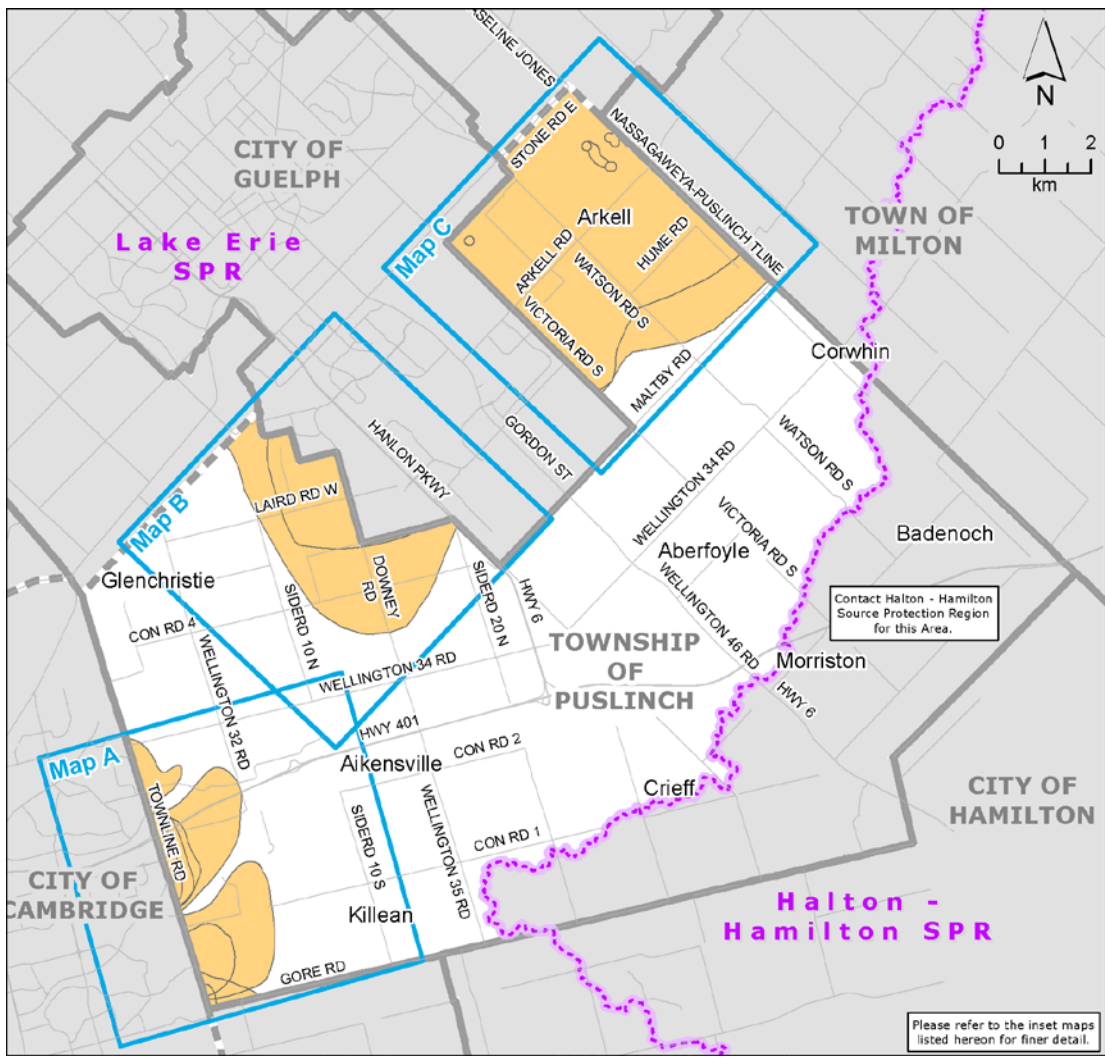 ASELINE JONES
N
0 1 2
km
CITY OF
GUELPH
NASSAGAWEYA-PUSLINCH TLINE
STONE RD E
TOWN OF
MILTON
Lake Erie
SPR
Map C
Arkell
HUME RD
ARKELL RD
WATSON RD S
VICTORIA RD S
MALTBY RD
Corwhin
GORDON ST
HANLON PKWY
WATSON RD S
WELLINGTON 34 RD
LAIRD RD W
Map B
VICTORIA RD S
Badenoch
Aberfoyle
Glenchristie
DOWNEY
RD
SIDERD 20 N
HWY 6
SIDERD 10 N
WELLINGTON 46 RD
Contact Halton - Hamilton
Source Protection Region
for this Area.
CON RD 4
WELLINGTON 32 RD
WELLINGTON 34 RD
TOWNSHIP
OF
PUSLINCH
Morriston
HWY 6
HWY 401
Map A
Aikensville
CON RD 2
Crieff
TOWNLINE RD
SIDERD 10 S
WELLINGTON 35 RD
CON RD 1
CITY OF
HAMILTON
CITY OF
CAMBRIDGE
Killean
Halton -
Hamilton SPR
GORE RD
Please refer to the inset maps
listed hereon for finer detail.